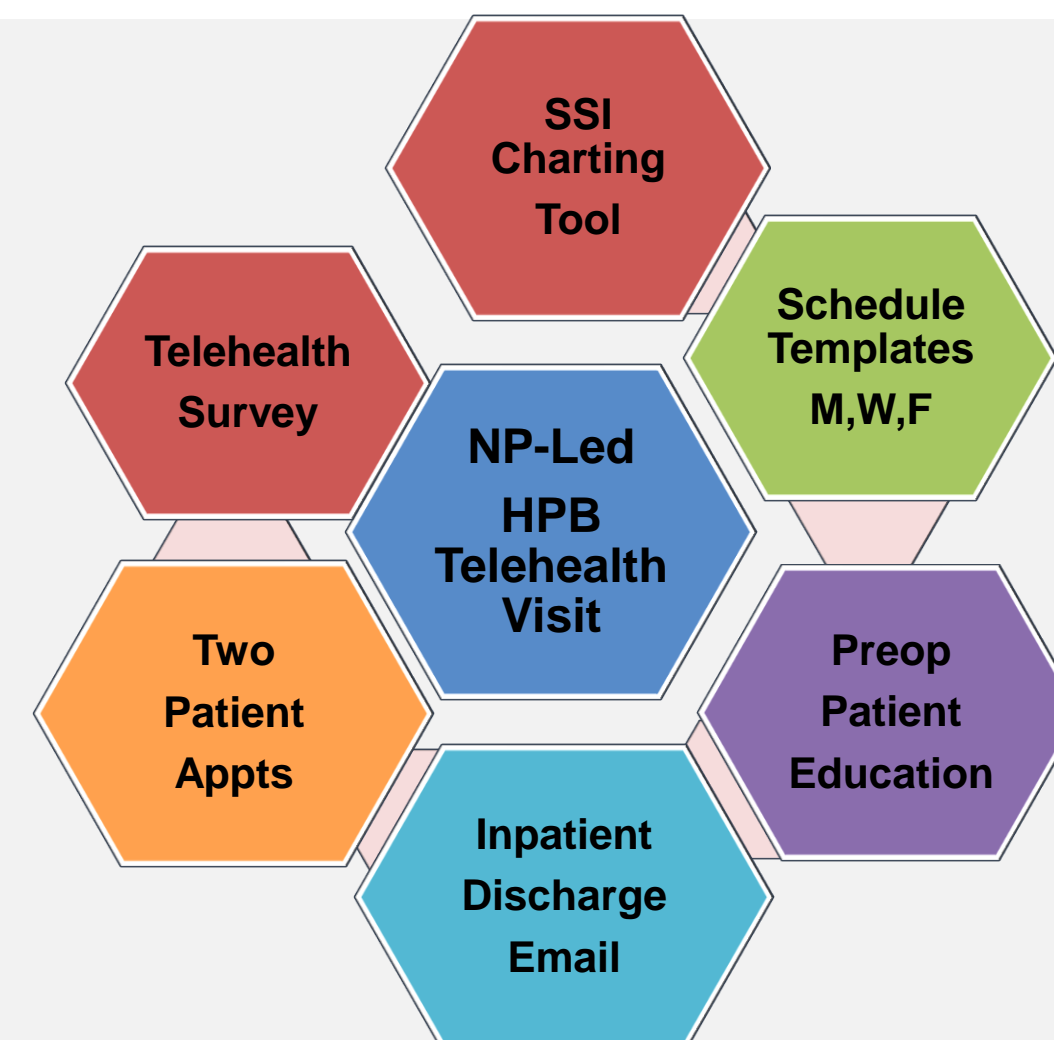 SSI
Charting
Tool
Schedule
Templates
M,W,F
Telehealth
Survey
NP-Led
HPB
Telehealth
Visit
Preop
Patient
Education
Two
Patient
Appts
Inpatient
Discharge
Email